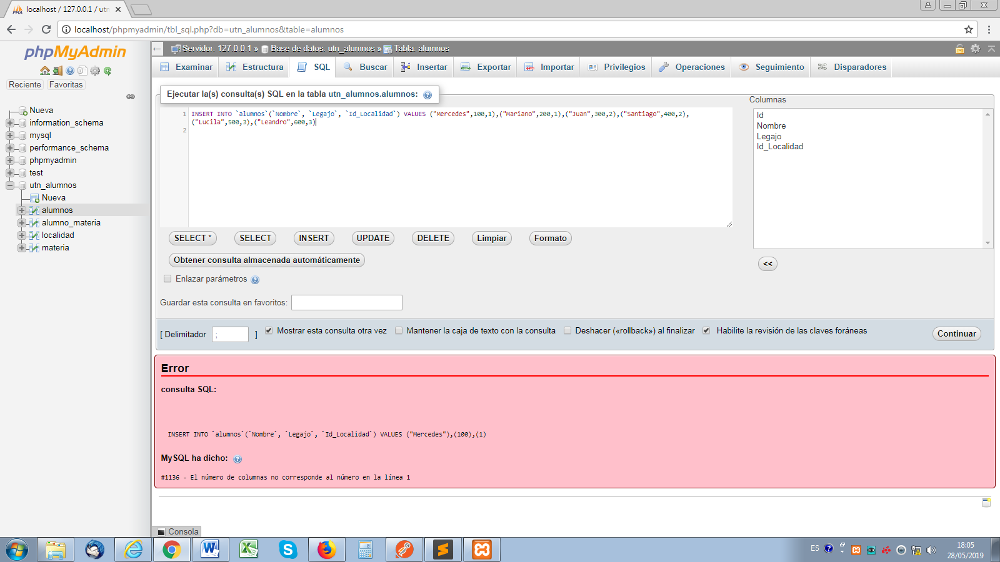 localhost / 127.0.0.1 / utn
localhost/phpmyadmin/tbl_sql.php?db=utn_alumnos&table=alumnos
phpMyAdmin
Reciente Favoritas
Nueva
information_schema
mysql
performance_schema
phpmyadmin
test
utn_alumnos
Nueva
alumnos
alumno_materia
localidad
materia
Servidor: 127.0.0.1 » Base de datos: utn_alumnos » Tabla: alumnos
Examinar Estructura SQL Buscar Insertar Exportar Importar Privilegios Operaciones Seguimiento Disparadores
Ejecutar la(s) consulta(s) SQL en la tabla utn_alumnos.alumnos:
1 INSERT INTO `alumnos`(`Nombre`, `Legajo`, `Id_Localidad`) VALUES ("Mercedes",100,1),("Mariano",200,1),("Juan",300,2),("Santiago",400,2),
("Lucila",500,3),("Leandro",600,3)
2
Columnas
Id
Nombre
Legajo
Id_Localidad
SELECT * SELECT INSERT UPDATE DELETE Limpiar Formato
Obtener consulta almacenada automáticamente
<<
Enlazar parámetros
Guardar esta consulta en favoritos:
[ Delimitador ; ] Mostrar esta consulta otra vez Mantener la caja de texto con la consulta Deshacer («rollback») al finalizar Habilite la revisión de las claves foráneas Continuar
Error
consulta SQL:
INSERT INTO `alumnos`(`Nombre`, `Legajo`, `Id_Localidad`) VALUES ("Mercedes"),(100),(1)
MySQL ha dicho:
#1136 - El número de columnas no corresponde al número en la línea 1
Consola
ES 18:05
28/05/2019